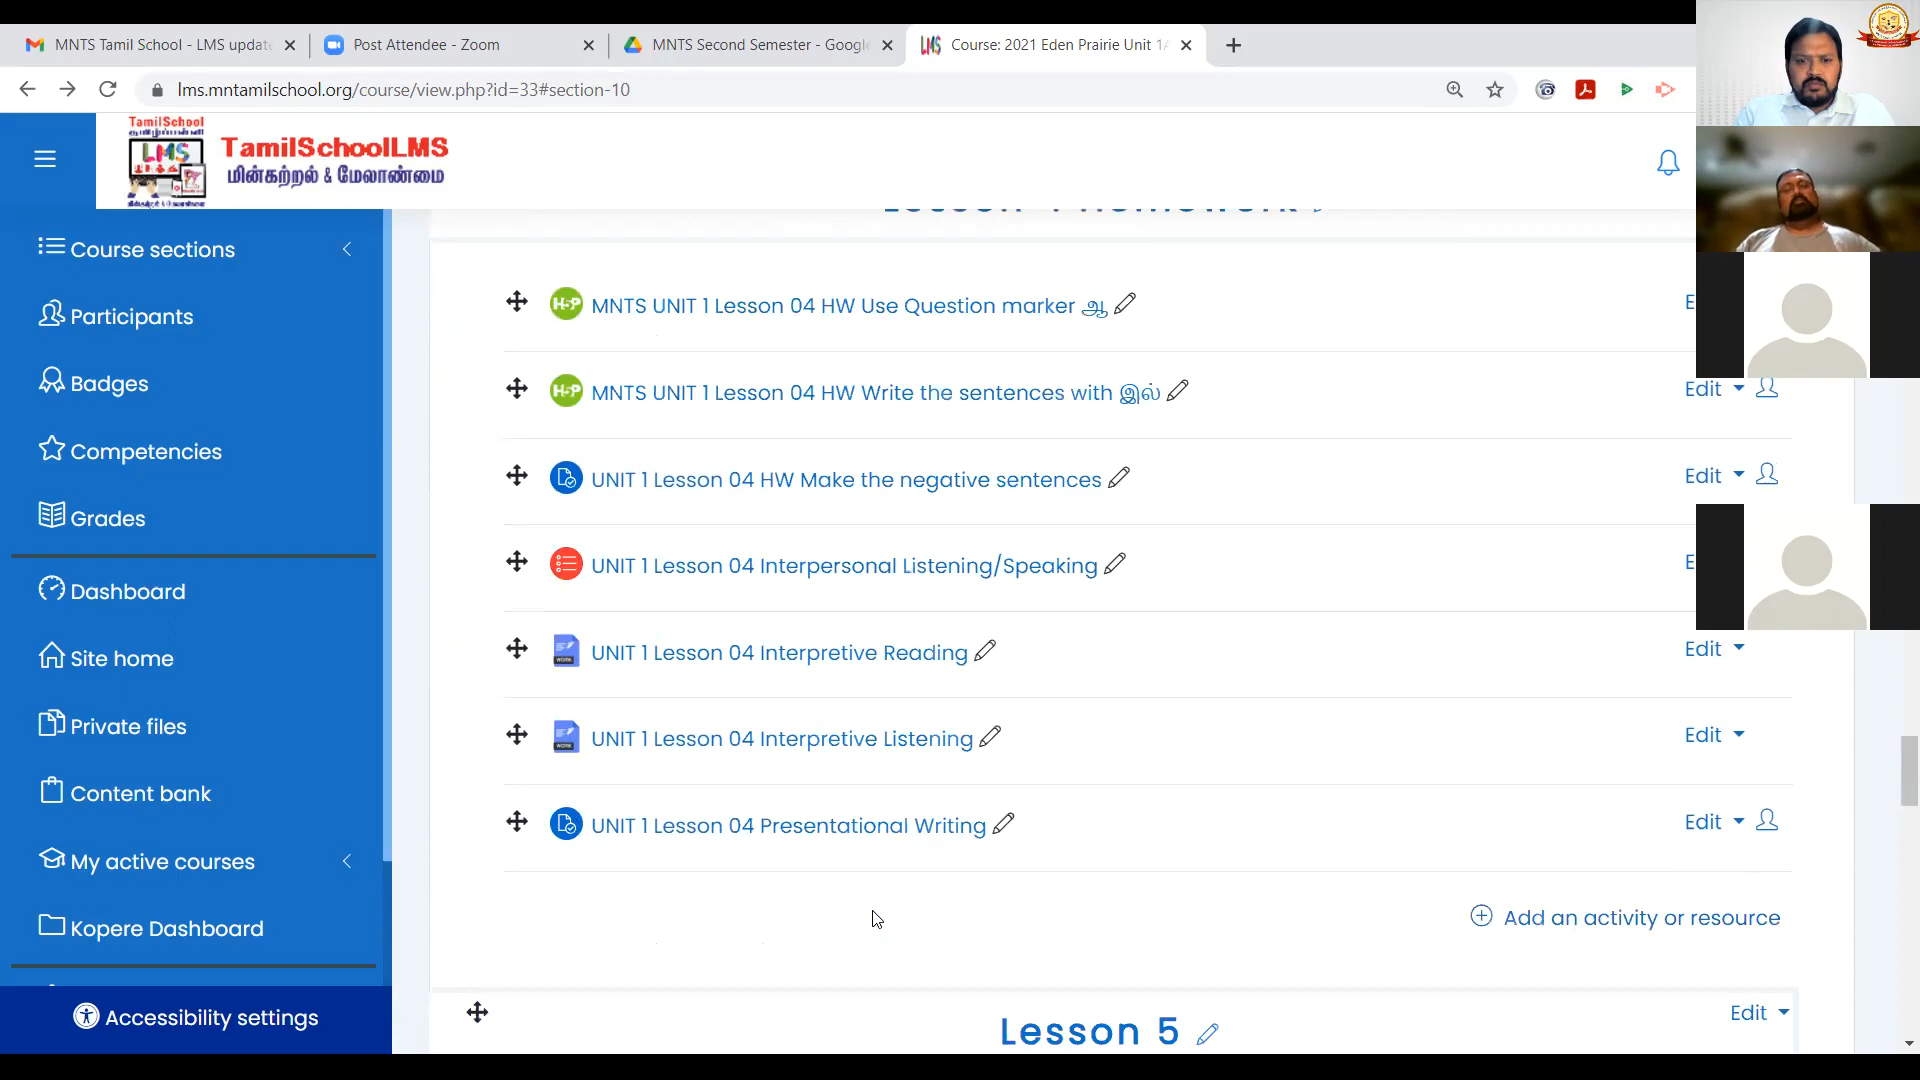 MNTS Tamil School - LMS update
Post Attendee - Zoom
MNTS Second Semester - Google
Course: 2021 Eden Prairie Unit 1A
lms.mntamilschool.org/course/view.php?id=33#section-10
TamilSchool
LMS
TamilSchoolLMS
மின்கற்றல் & மேலாண்மை
Course sections
Participants
Badges
Competencies
Grades
Dashboard
Site home
Private files
Content bank
My active courses
Kopere Dashboard
Accessibility settings
H5P MNTS UNIT 1 Lesson 04 HW Use Question marker ஆ
E
H5P MNTS UNIT 1 Lesson 04 HW Write the sentences with இல்
Edit
UNIT 1 Lesson 04 HW Make the negative sentences
Edit
UNIT 1 Lesson 04 Interpersonal Listening/Speaking
E
WORK UNIT 1 Lesson 04 Interpretive Reading
Edit
WORK UNIT 1 Lesson 04 Interpretive Listening
Edit
UNIT 1 Lesson 04 Presentational Writing
Edit
Add an activity or resource
Edit
Lesson 5